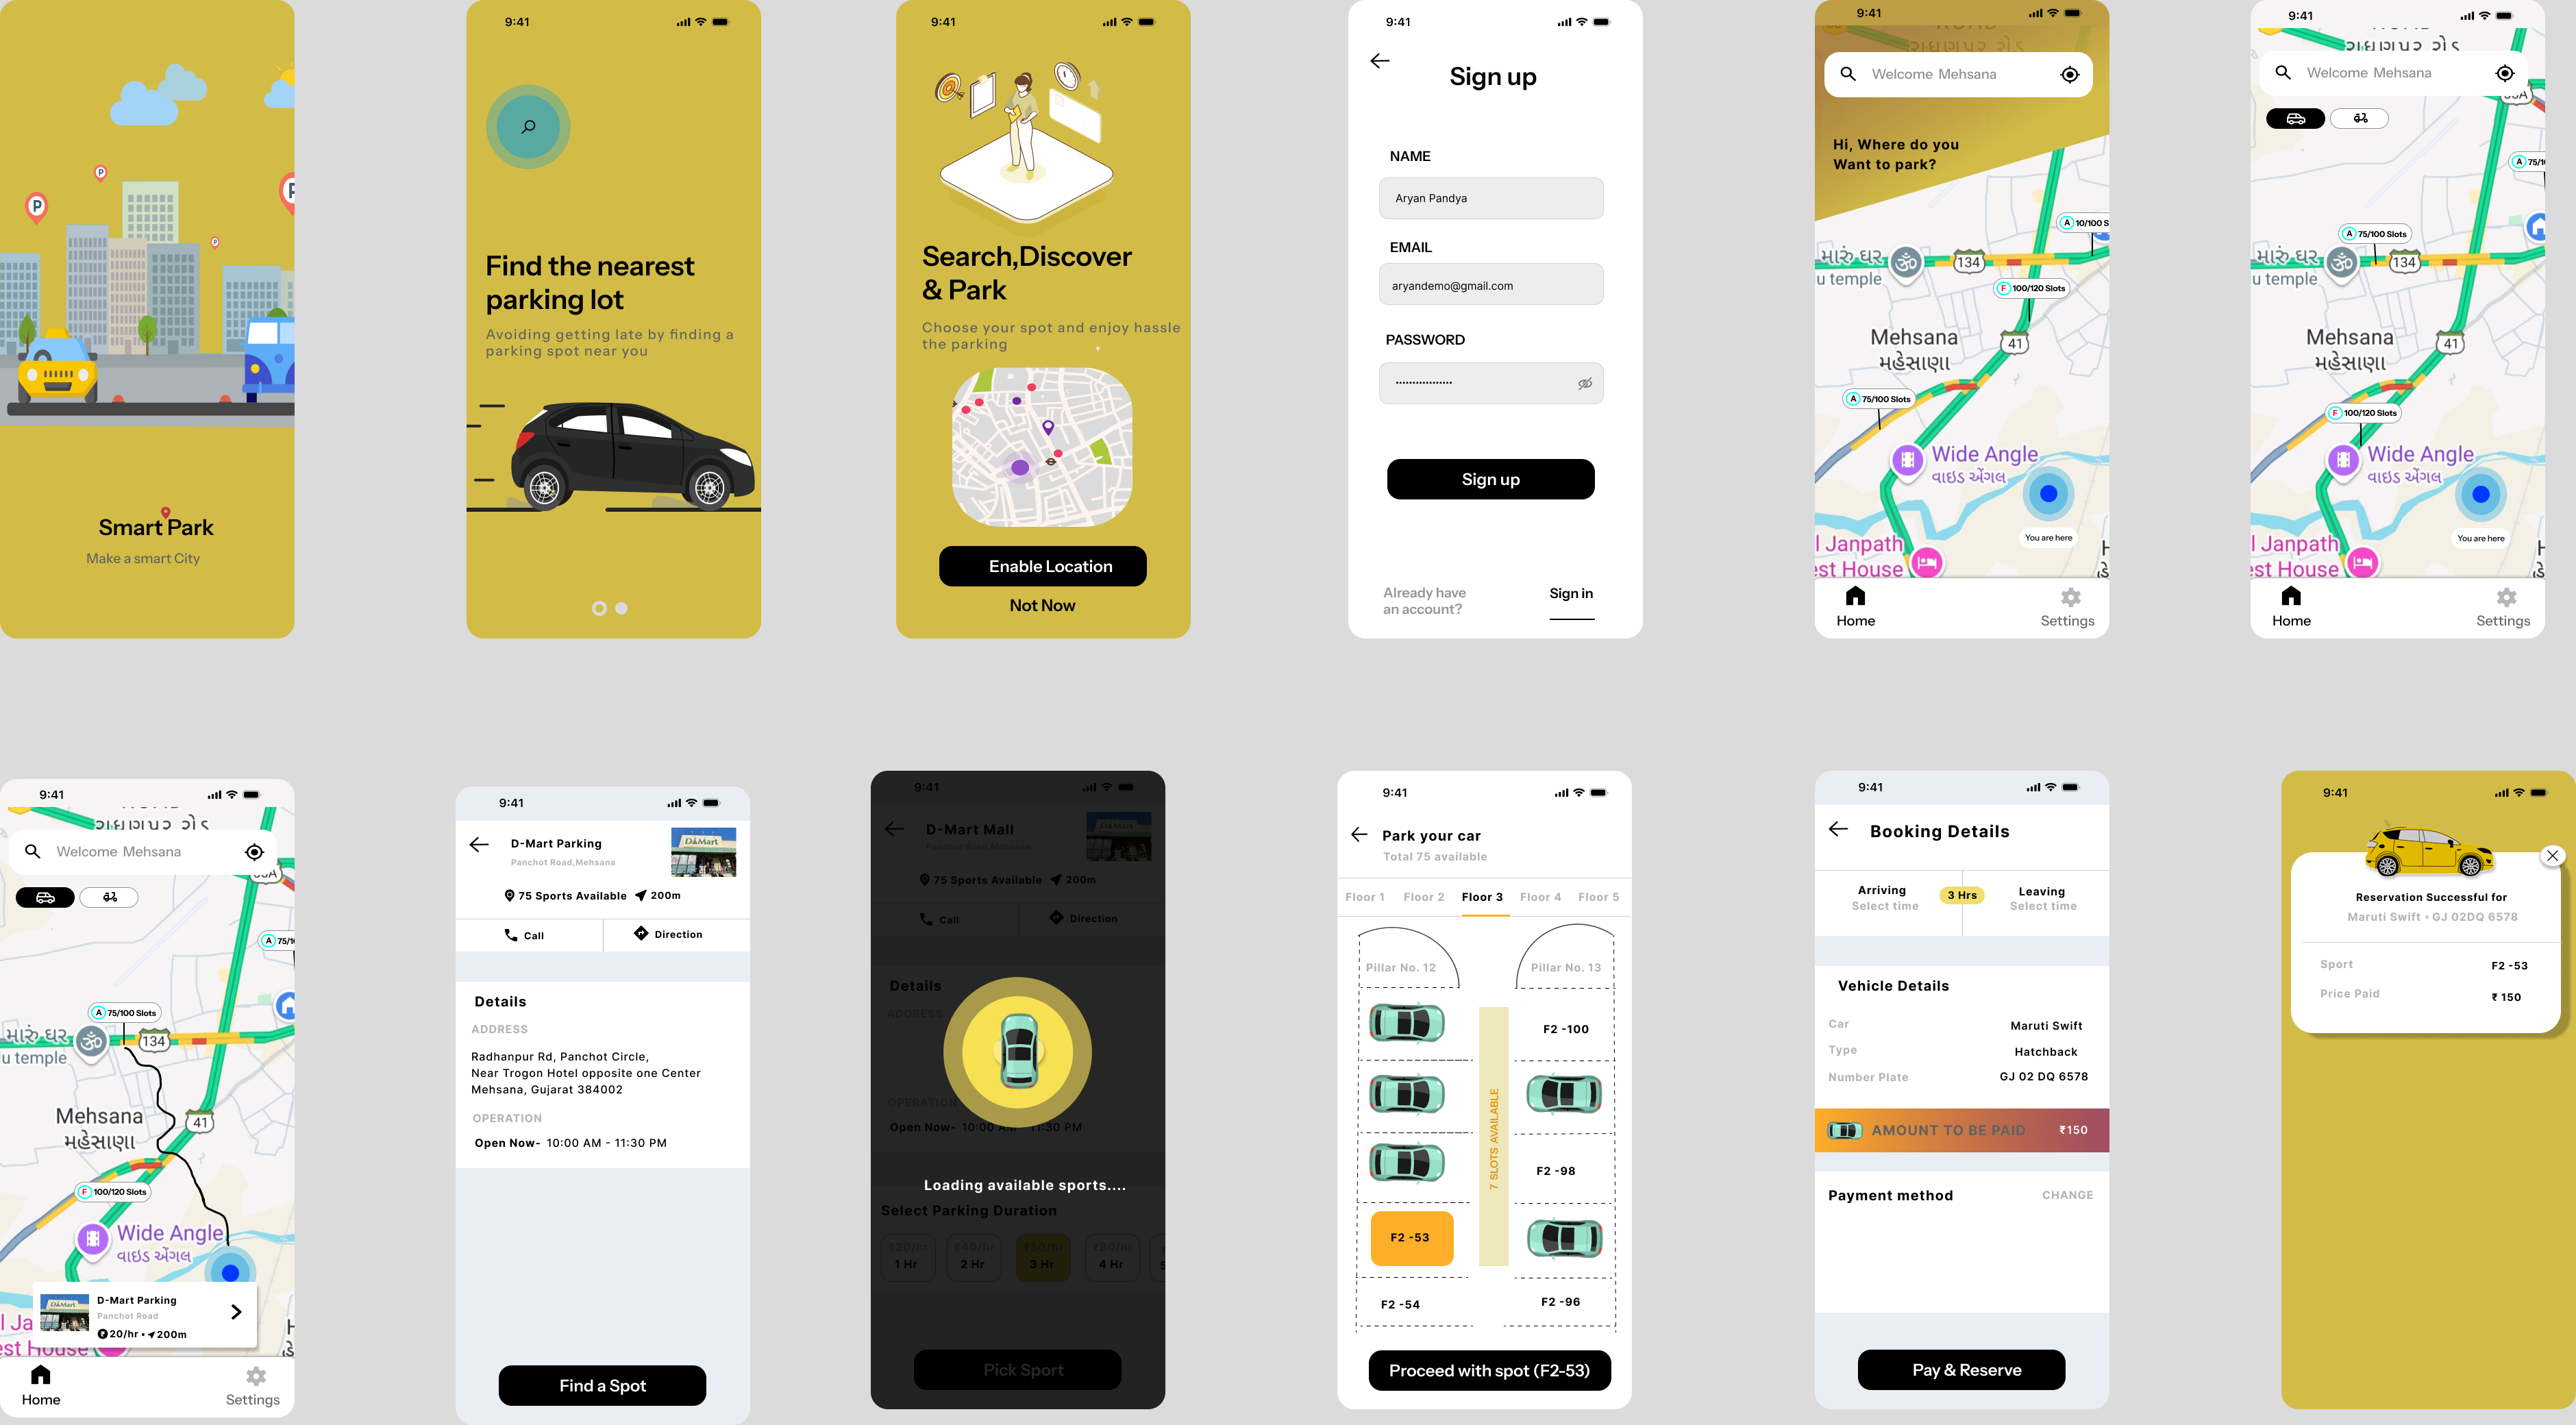 P
P
P
P
Smart Park
Make a smart City
9:41
Find the nearest
parking lot
Avoiding getting late by finding a
parking spot near you
9:41
Search,Discover
& Park
Choose your spot and enjoy hassle
the parking
Enable Location
Not Now
9:41
Sign up
NAME
Aryan Pandya
EMAIL
aryandemo@gmail.com
PASSWORD
Sign up
Already have
an account?
Sign in
9:41
Welcome Mehsana
Hi, Where do you
Want to park?
A 10/100 S
મારું ઘર
u temple
134
F 100/120 Slots
Mehsana
મહેસાણા
41
A 75/100 Slots
Wide Angle
વાઇડ એંગલ
You are here
l Janpath
est House
Home
Settings
9:41
Welcome Mehsana
A 75/1
A 75/100 Slots
મારું ઘર
u temple
134
Mehsana
મહેસાણા
41
F 100/120 Slots
Wide Angle
વાઇડ એંગલ
You are here
l Janpath
est House
Home
Settings
9:41
Welcome Mehsana
A 75/1
A 75/100 Slots
મારું ઘર
u temple
134
Mehsana
મહેસાણા
41
F 100/120 Slots
Wide Angle
વાઇડ એંગલ
D-Mart Parking
Panchot Road
₹20/hr • 200m
l Ja
est House
Home
Settings
9:41
D-Mart Parking
Panchot Road,Mehsana
75 Sports Available 200m
Call
Direction
Details
ADDRESS
Radhanpur Rd, Panchot Circle,
Near Trogon Hotel opposite one Center
Mehsana, Gujarat 384002
OPERATION
Open Now- 10:00 AM - 11:30 PM
Find a Spot
9:41
D-Mart Mall
Panchot Road,Mehsana
75 Sports Available 200m
Call
Direction
Details
ADDRESS
OPERATION
Open Now- 10:00 AM - 11:30 PM
Loading available sports....
Select Parking Duration
₹20/hr
1 Hr
₹40/hr
2 Hr
₹60/hr
3 Hr
₹80/hr
4 Hr
Pick Sport
9:41
Park your car
Total 75 available
Floor 1 Floor 2 Floor 3 Floor 4 Floor 5
Pillar No. 12
Pillar No. 13
F2 -100
7 SLOTS AVAILABLE
F2 -98
F2 -53
F2 -54
F2 -96
Proceed with spot (F2-53)
9:41
Booking Details
Arriving
Select time
3 Hrs
Leaving
Select time
Vehicle Details
Car Maruti Swift
Type Hatchback
Number Plate GJ 02 DQ 6578
AMOUNT TO BE PAID ₹150
Payment method CHANGE
Pay & Reserve
9:41
Reservation Successful for
Maruti Swift • GJ 02DQ 6578
Sport F2 -53
Price Paid ₹ 150